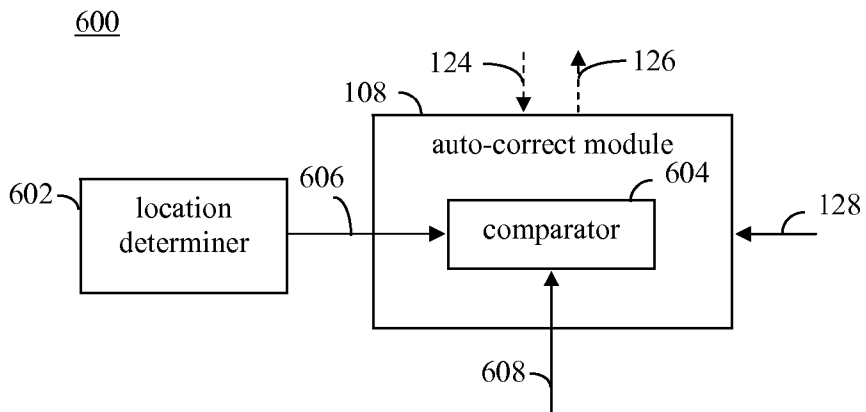 600
124
126
108
auto-correct module
602
606
604
location
determiner
comparator
128
608